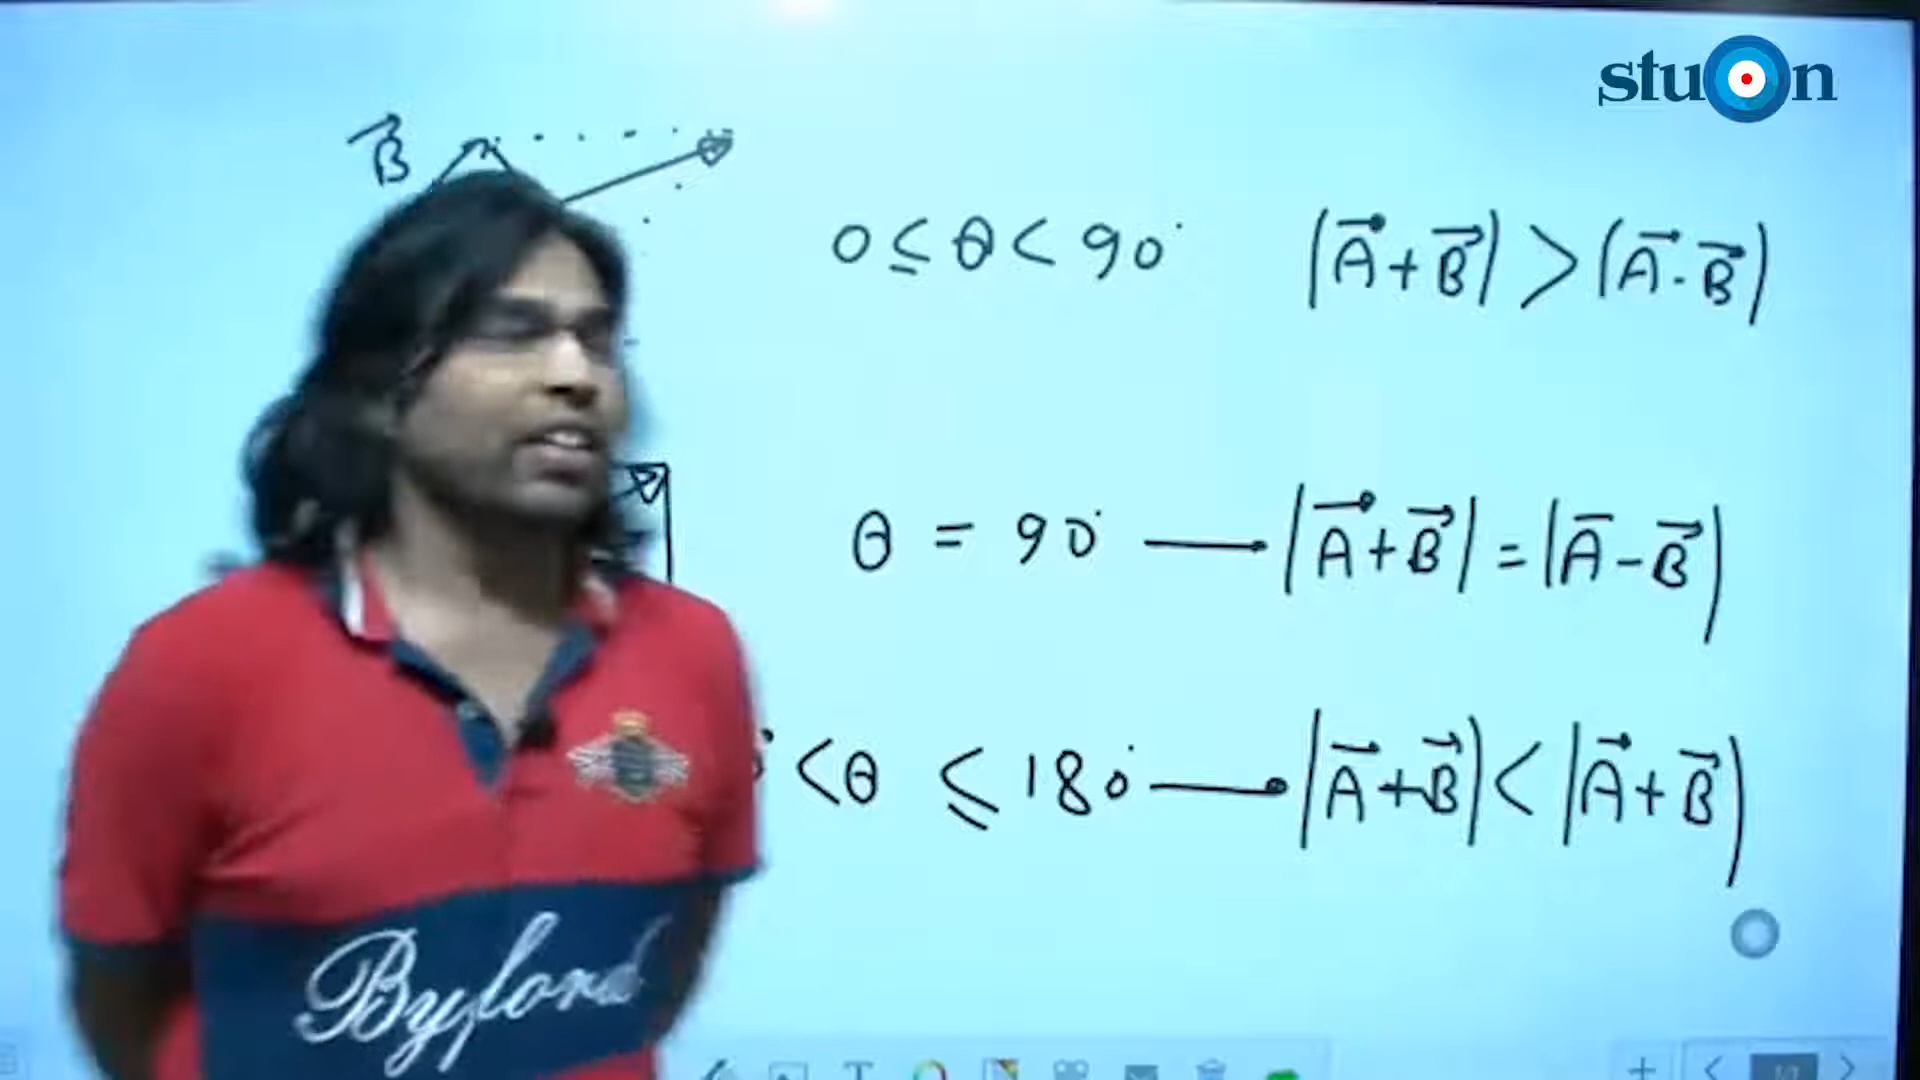 stuOn
B⃗
0 ≤ θ < 90° |A⃗ + B⃗| > |A⃗ - B⃗|
θ = 90° — |A⃗ + B⃗| = |A̅ - B⃗|
° < θ ≤ 180° — |A⃗ + B⃗| < |A⃗ + B⃗|
Byford